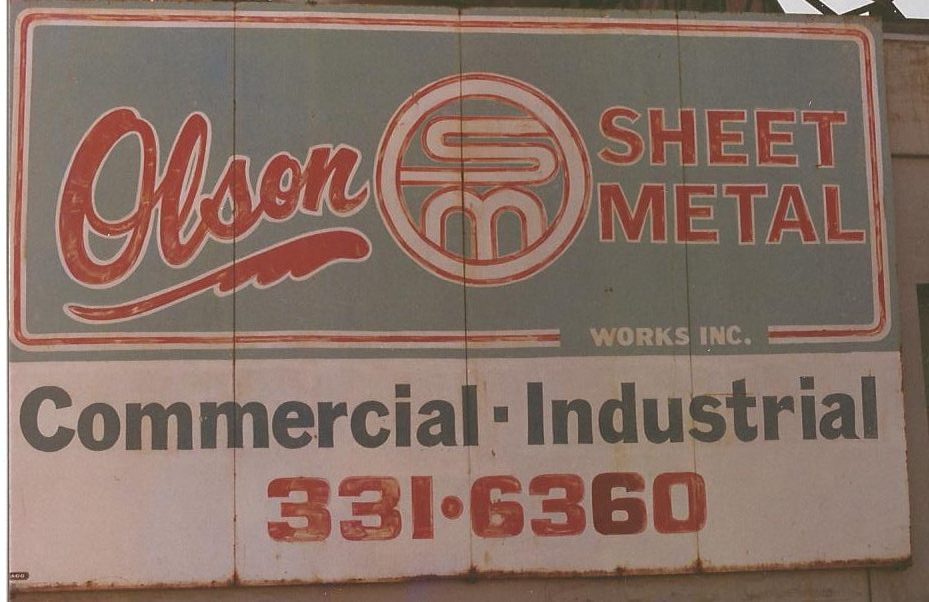 Olson
SM
SHEET
METAL
WORKS INC.
Commercial · Industrial
331·6360